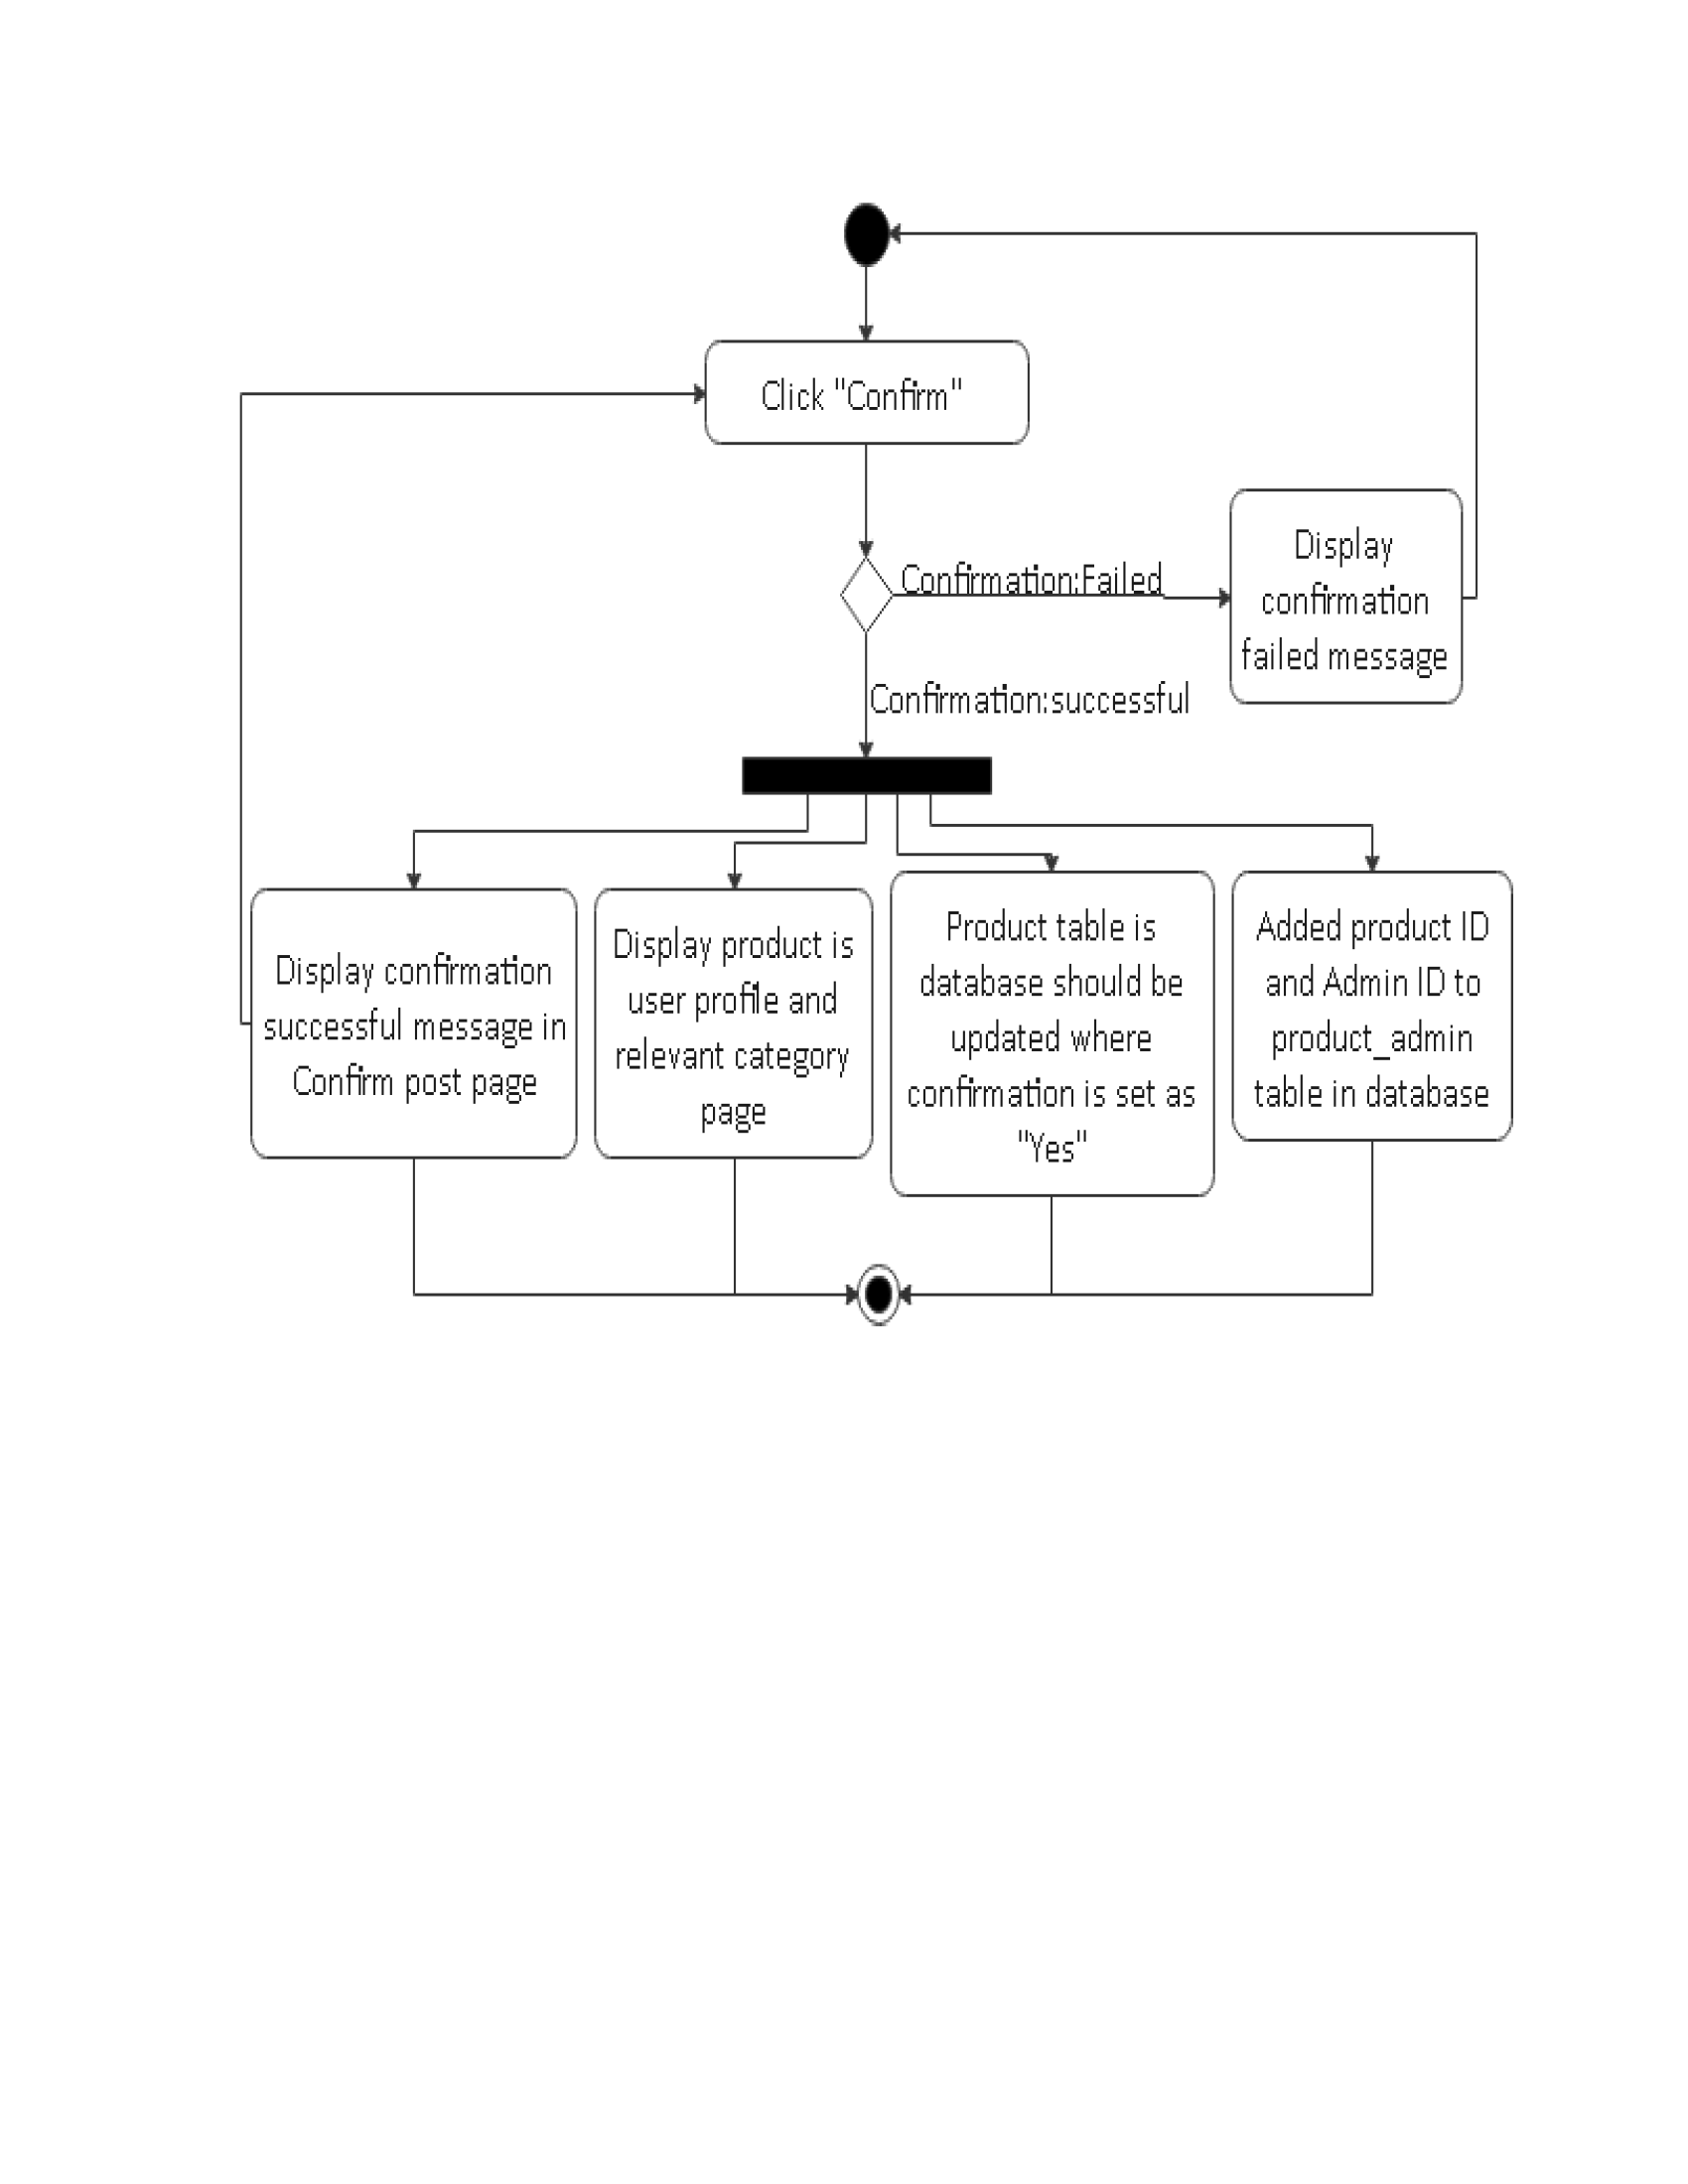 Click "Confirm"
Confirmation:Failed
Display
confirmation
failed message
Confirmation:successful
Display confirmation
successful message in
Confirm post page
Display product is
user profile and
relevant category
page
Product table is
database should be
updated where
confirmation is set as
"Yes"
Added product ID
and Admin ID to
product_admin
table in database